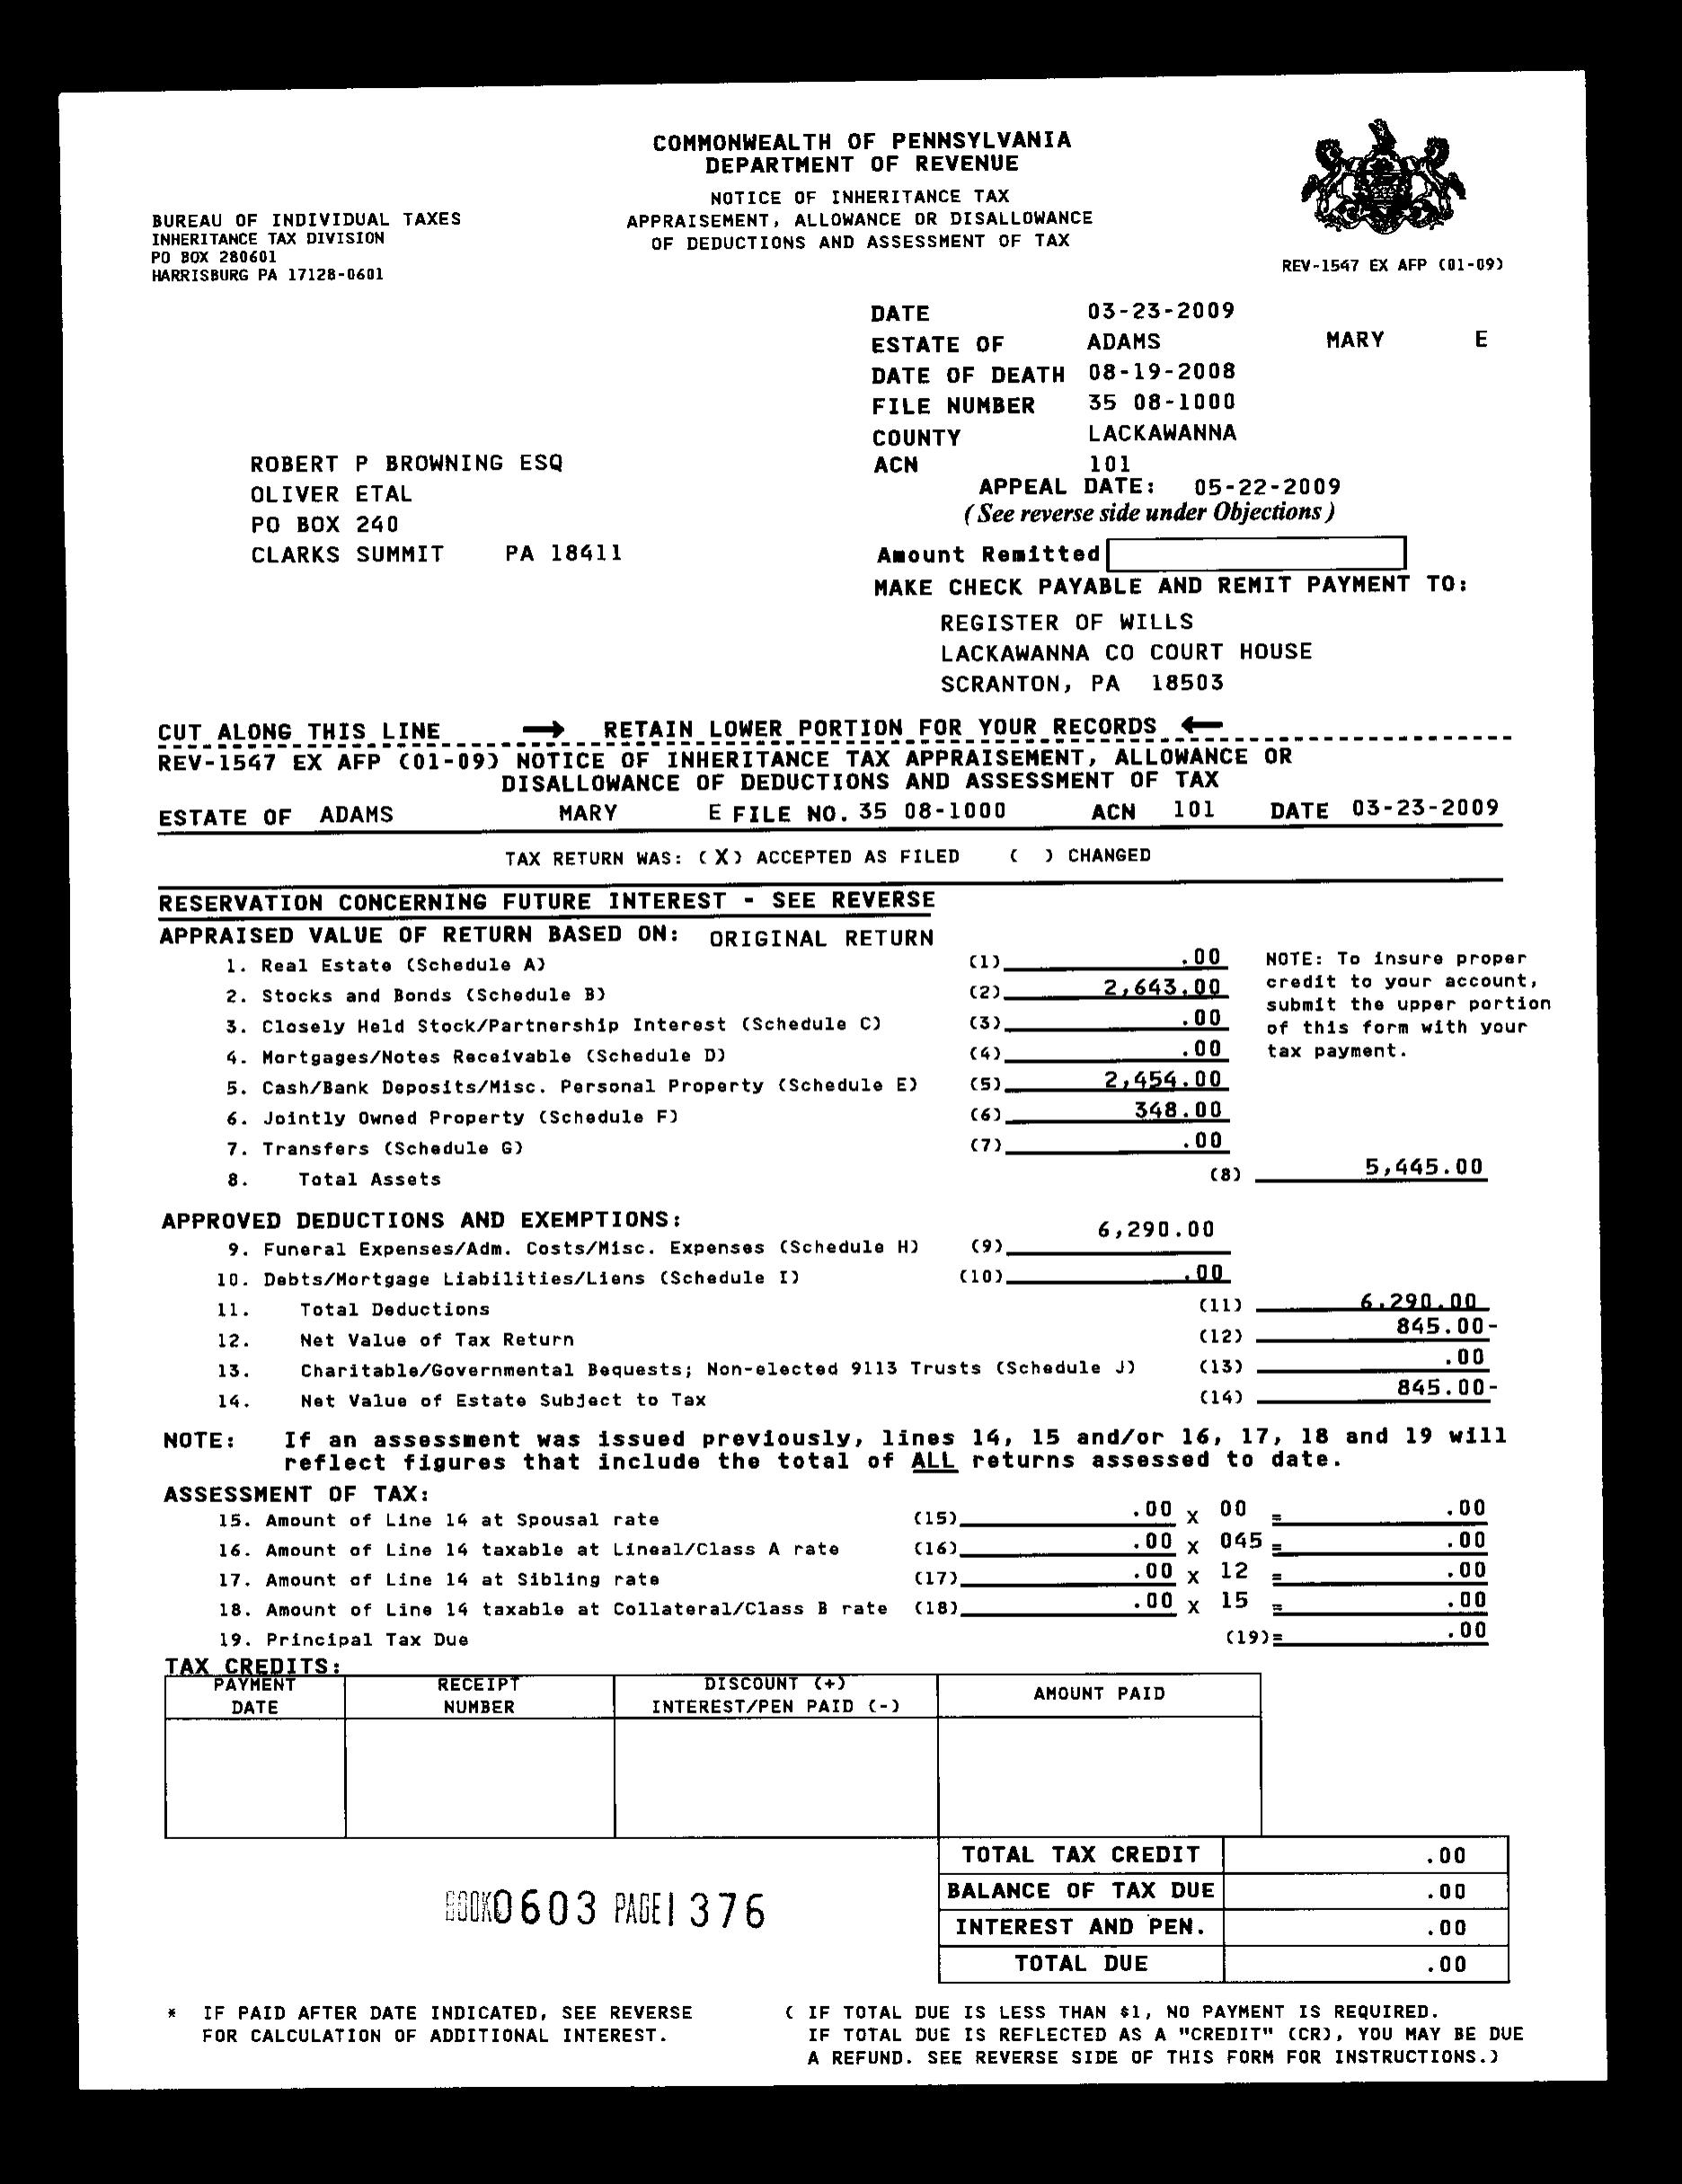 COMMONWEALTH OF PENNSYLVANIA
DEPARTMENT OF REVENUE
NOTICE OF INHERITANCE TAX
APPRAISEMENT, ALLOWANCE OR DISALLOWANCE
OF DEDUCTIONS AND ASSESSMENT OF TAX
BUREAU OF INDIVIDUAL TAXES
INHERITANCE TAX DIVISION
PO BOX 280601
HARRISBURG PA 17128-0601
REV-1547 EX AFP (01-09)
DATE 03-23-2009
ESTATE OF ADAMS MARY E
DATE OF DEATH 08-19-2008
FILE NUMBER 35 08-1000
COUNTY LACKAWANNA
ACN 101
APPEAL DATE: 05-22-2009
(See reverse side under Objections)
ROBERT P BROWNING ESQ
OLIVER ETAL
PO BOX 240
CLARKS SUMMIT PA 18411
Amount Remitted
MAKE CHECK PAYABLE AND REMIT PAYMENT TO:
REGISTER OF WILLS
LACKAWANNA CO COURT HOUSE
SCRANTON, PA 18503
CUT ALONG THIS LINE → RETAIN LOWER PORTION FOR YOUR RECORDS ←
REV-1547 EX AFP (01-09) NOTICE OF INHERITANCE TAX APPRAISEMENT, ALLOWANCE OR
DISALLOWANCE OF DEDUCTIONS AND ASSESSMENT OF TAX
ESTATE OF ADAMS MARY E FILE NO. 35 08-1000 ACN 101 DATE 03-23-2009
TAX RETURN WAS: (X) ACCEPTED AS FILED ( ) CHANGED
RESERVATION CONCERNING FUTURE INTEREST - SEE REVERSE
APPRAISED VALUE OF RETURN BASED ON: ORIGINAL RETURN
1. Real Estate (Schedule A) (1) .00
2. Stocks and Bonds (Schedule B) (2) 2,643.00
3. Closely Held Stock/Partnership Interest (Schedule C) (3) .00
4. Mortgages/Notes Receivable (Schedule D) (4) .00
5. Cash/Bank Deposits/Misc. Personal Property (Schedule E) (5) 2,454.00
6. Jointly Owned Property (Schedule F) (6) 348.00
7. Transfers (Schedule G) (7) .00
8. Total Assets (8) 5,445.00
NOTE: To insure proper
credit to your account,
submit the upper portion
of this form with your
tax payment.
APPROVED DEDUCTIONS AND EXEMPTIONS:
9. Funeral Expenses/Adm. Costs/Misc. Expenses (Schedule H) (9) 6,290.00
10. Debts/Mortgage Liabilities/Liens (Schedule I) (10) .00
11. Total Deductions (11) 6,290.00
12. Net Value of Tax Return (12) 845.00-
13. Charitable/Governmental Bequests; Non-elected 9113 Trusts (Schedule J) (13) .00
14. Net Value of Estate Subject to Tax (14) 845.00-
NOTE: If an assessment was issued previously, lines 14, 15 and/or 16, 17, 18 and 19 will
reflect figures that include the total of ALL returns assessed to date.
ASSESSMENT OF TAX:
15. Amount of Line 14 at Spousal rate (15) .00 X 00 = .00
16. Amount of Line 14 taxable at Lineal/Class A rate (16) .00 X 045 = .00
17. Amount of Line 14 at Sibling rate (17) .00 X 12 = .00
18. Amount of Line 14 taxable at Collateral/Class B rate (18) .00 X 15 = .00
19. Principal Tax Due (19)= .00
TAX CREDITS:
PAYMENT DATE
RECEIPT NUMBER
DISCOUNT (+) INTEREST/PEN PAID (-)
AMOUNT PAID
TOTAL TAX CREDIT .00
BALANCE OF TAX DUE .00
INTEREST AND PEN. .00
TOTAL DUE .00
BOOK 0603 PAGE 1376
* IF PAID AFTER DATE INDICATED, SEE REVERSE
FOR CALCULATION OF ADDITIONAL INTEREST.
( IF TOTAL DUE IS LESS THAN $1, NO PAYMENT IS REQUIRED.
IF TOTAL DUE IS REFLECTED AS A "CREDIT" (CR), YOU MAY BE DUE
A REFUND. SEE REVERSE SIDE OF THIS FORM FOR INSTRUCTIONS.)